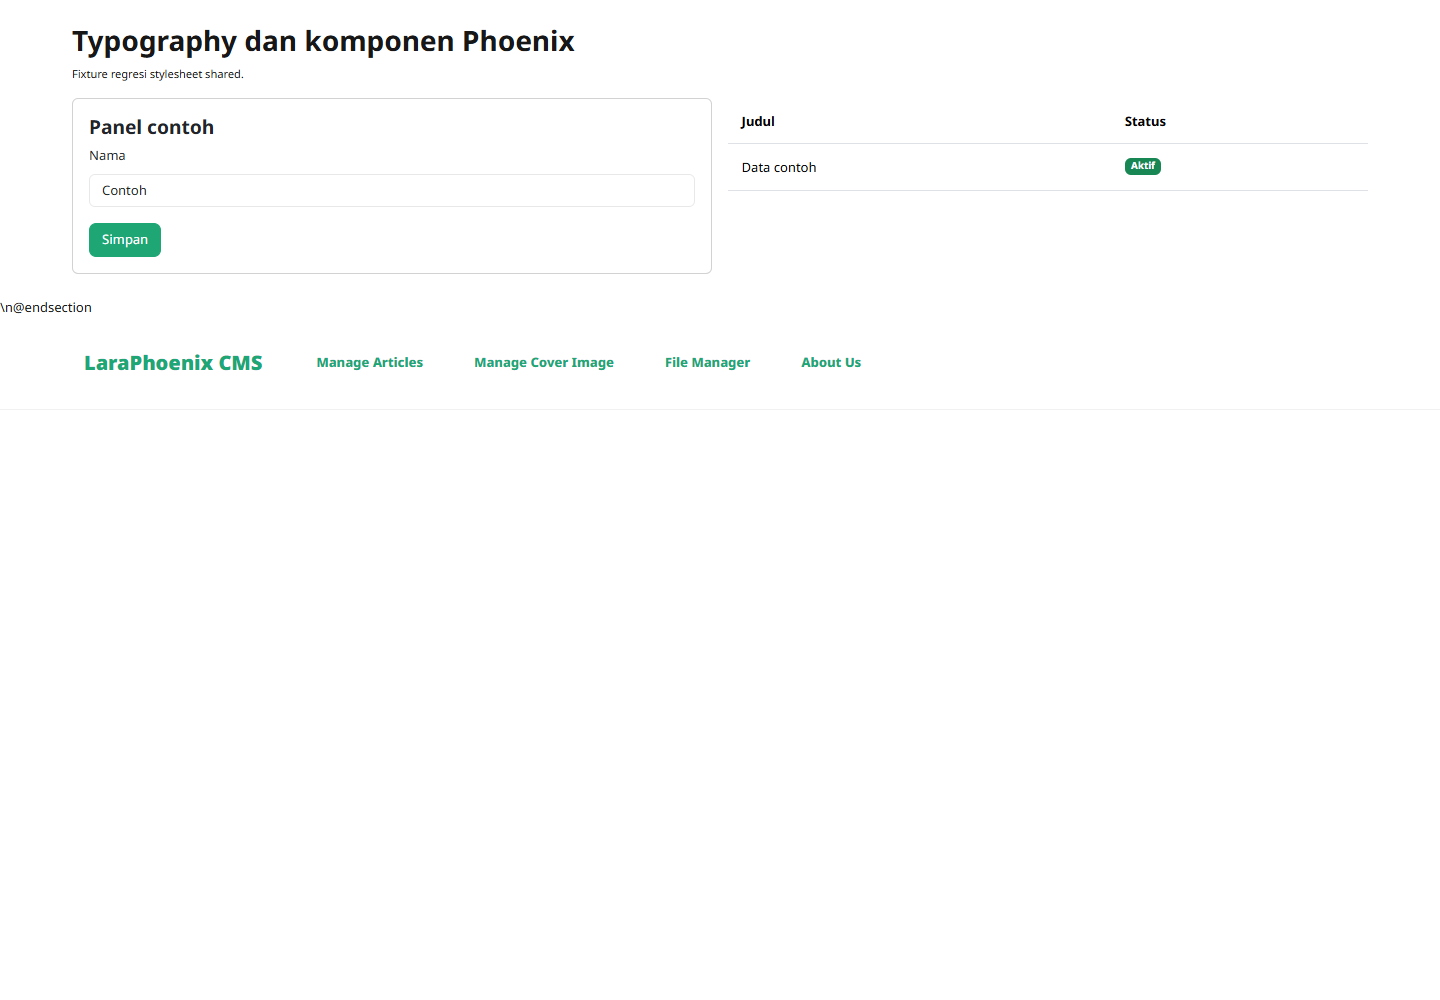 Typography dan komponen Phoenix
Fixture regresi stylesheet shared.
Panel contoh
Nama
Contoh
Simpan
Judul Status
Data contoh Aktif
\n@endsection
LaraPhoenix CMS Manage Articles Manage Cover Image File Manager About Us